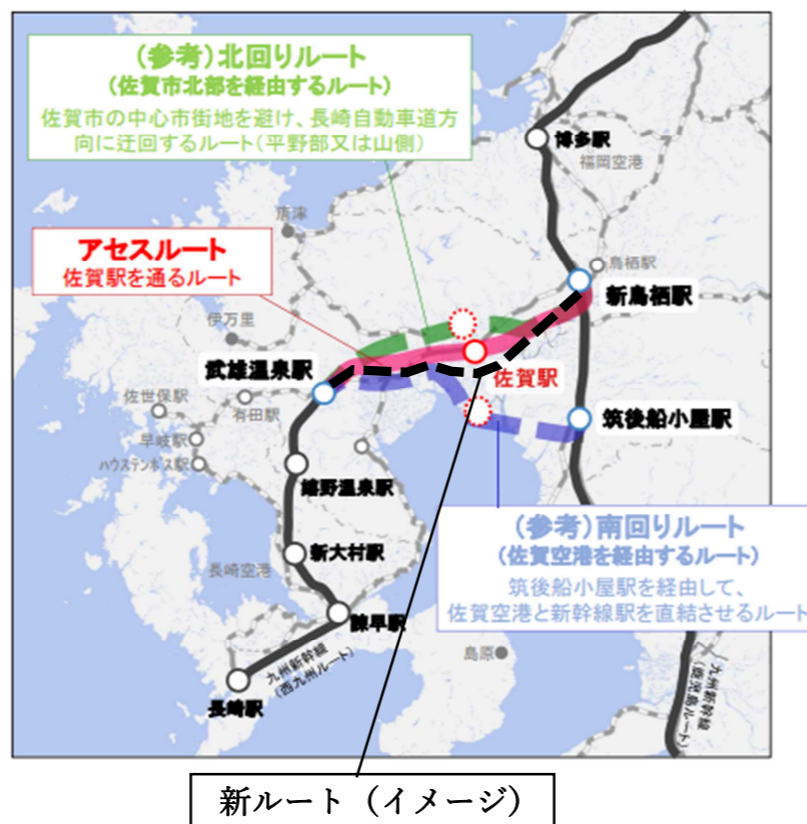 (参考)北回りルート
(佐賀市北部を経由するルート)
佐賀市の中心市街地を避け、長崎自動車道方
向に迂回するルート(平野部又は山側)
博多駅
福岡空港
唐津
アセスルート
佐賀駅を通るルート
鳥栖駅
新鳥栖駅
伊万里
武雄温泉駅
佐賀駅
佐世保駅
有田駅
筑後船小屋駅
早岐駅
ハウステンボス駅
嬉野温泉駅
(参考)南回りルート
(佐賀空港を経由するルート)
筑後船小屋駅を経由して、
佐賀空港と新幹線駅を直結させるルート
新大村駅
長崎空港
諫早駅
島原
九州新幹線
(西九州ルート)
長崎駅
九州新幹線
(鹿児島ルート)
新ルート(イメージ)